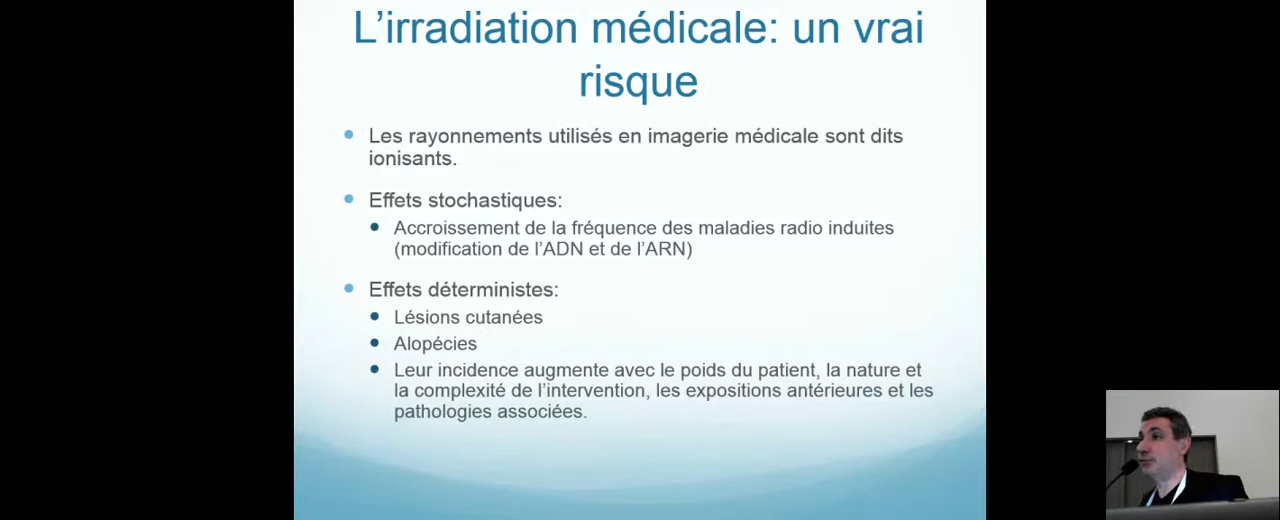 L'irradiation médicale: un vrai
risque
Les rayonnements utilisés en imagerie médicale sont dits
ionisants.
Effets stochastiques:
Accroissement de la fréquence des maladies radio induites
(modification de l'ADN et de l'ARN)
Effets déterministes:
Lésions cutanées
Alopécies
Leur incidence augmente avec le poids du patient, la nature et
la complexité de l'intervention, les expositions antérieures et les
pathologies associées.